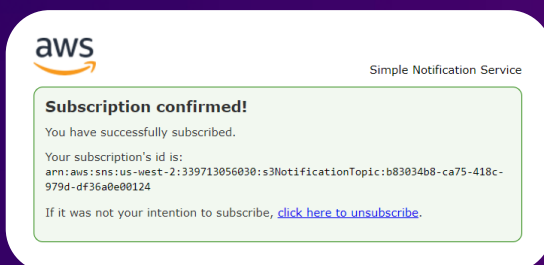 aws
Simple Notification Service
Subscription confirmed!
You have successfully subscribed.
Your subscription's id is:
arn:aws:sns:us-west-2:339713056030:s3NotificationTopic:b83034b8-ca75-418c-
979d-df36a0e00124
If it was not your intention to subscribe, click here to unsubscribe.